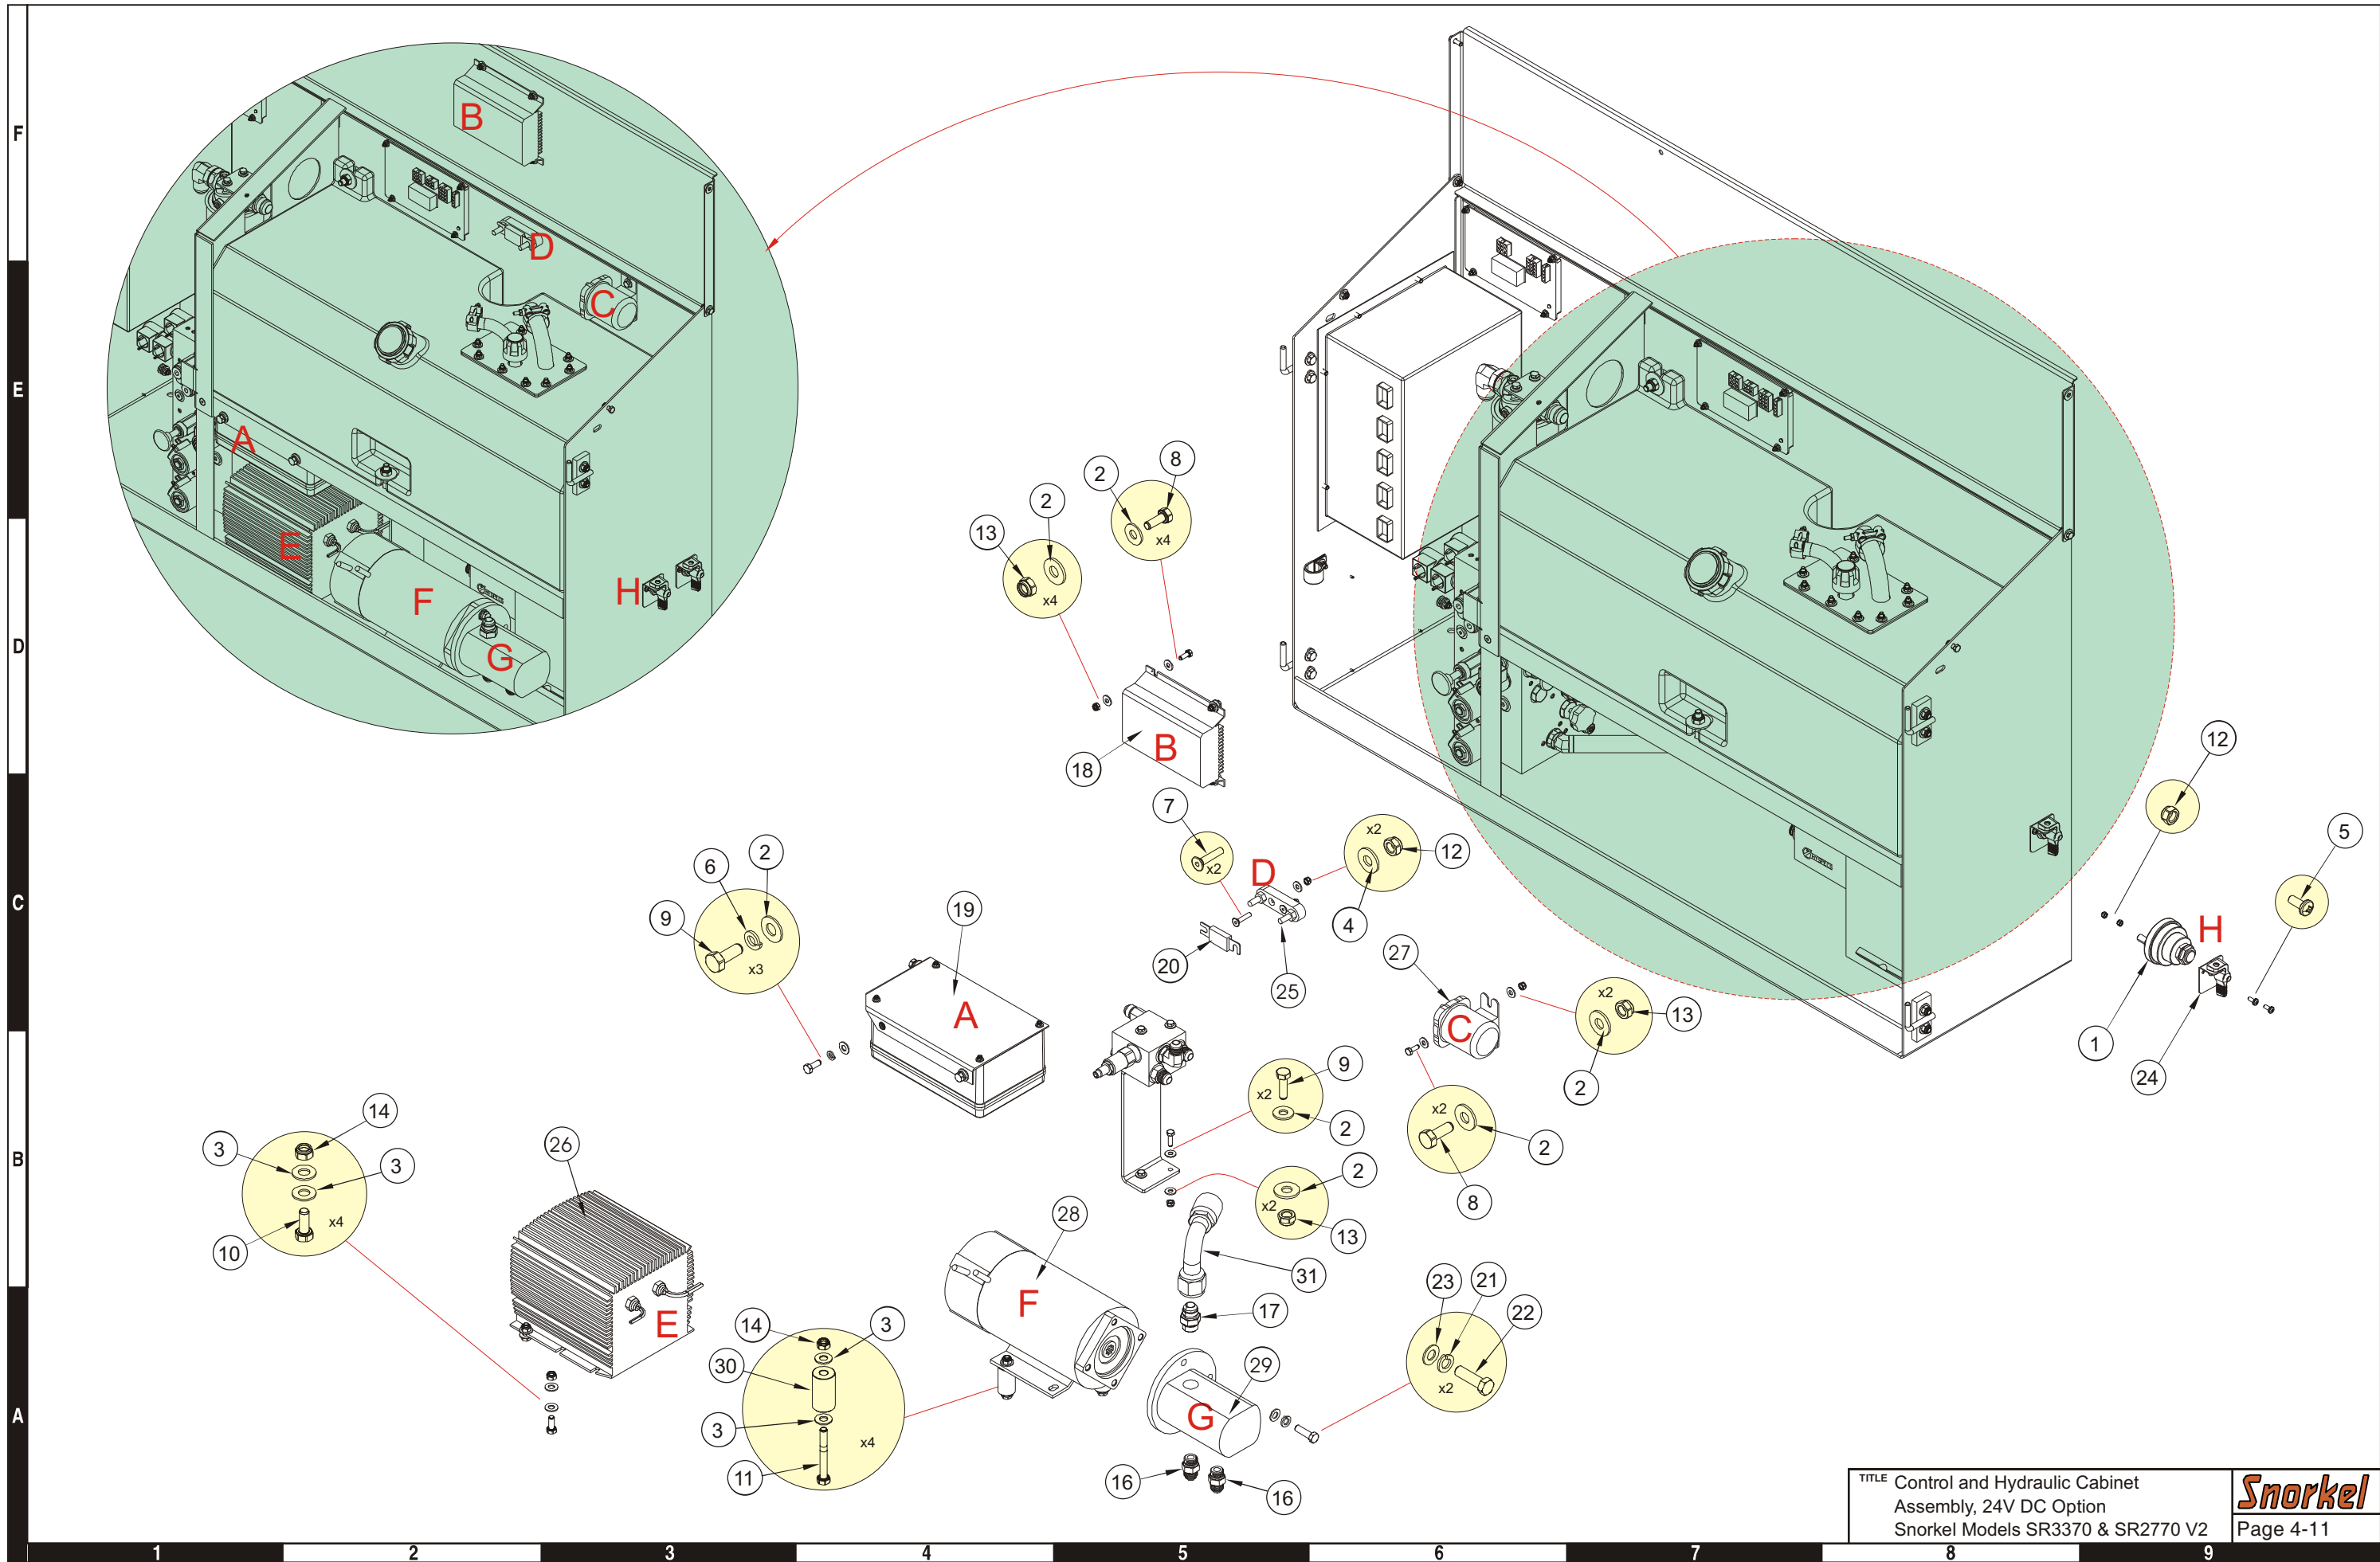 F
E
D
C
B
A
1
2
3
4
5
6
7
8
9
B
D
C
A
E
F
G
H
8
2
2
13
x4
x4
18
B
7
x2
D
x2
12
4
20
25
2
6
9
x3
19
A
27
C
x2
13
2
x2
2
8
9
x2
2
2
x2
13
14
3
3
x4
10
26
E
28
F
31
17
14
3
30
3
x4
11
29
G
16
16
23
21
22
x2
12
5
H
1
24
TITLE Control and Hydraulic Cabinet
Assembly, 24V DC Option
Snorkel Models SR3370 & SR2770 V2
Snorkel
Page 4-11